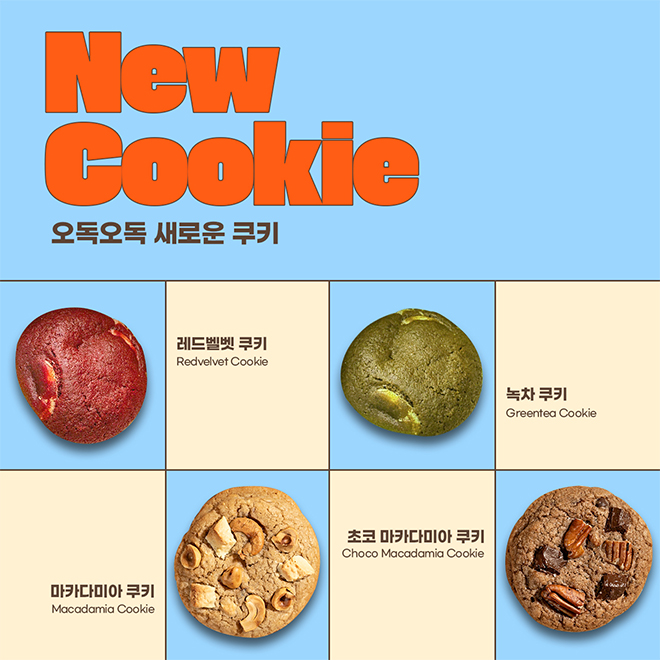 New
Cookie
오독오독 새로운 쿠키
레드벨벳 쿠키
Redvelvet Cookie
녹차 쿠키
Greentea Cookie
마카다미아 쿠키
Macadamia Cookie
초코 마카다미아 쿠키
Choco Macadamia Cookie